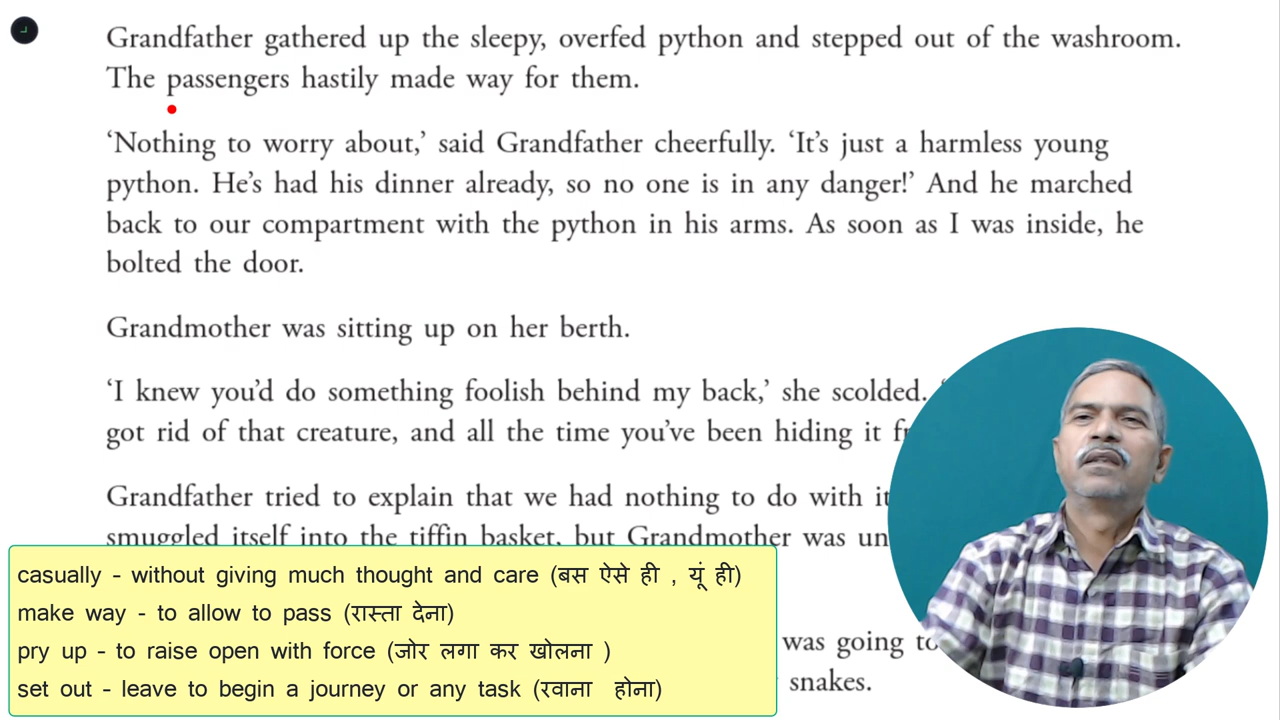 Grandfather gathered up the sleepy, overfed python and stepped out of the washroom.
The passengers hastily made way for them.
‘Nothing to worry about,’ said Grandfather cheerfully. ‘It’s just a harmless young
python. He’s had his dinner already, so no one is in any danger!’ And he marched
back to our compartment with the python in his arms. As soon as I was inside, he
bolted the door.
Grandmother was sitting up on her berth.
‘I knew you’d do something foolish behind my back,’ she scolded.
got rid of that creature, and all the time you’ve been hiding it
Grandfather tried to explain that we had nothing to do with it
smuggled itself into the tiffin basket, but Grandmother was
was going to
snakes.
casually - without giving much thought and care (बस ऐसे ही , यूं ही)
make way - to allow to pass (रास्ता देना)
pry up - to raise open with force (जोर लगा कर खोलना )
set out - leave to begin a journey or any task (रवाना होना)